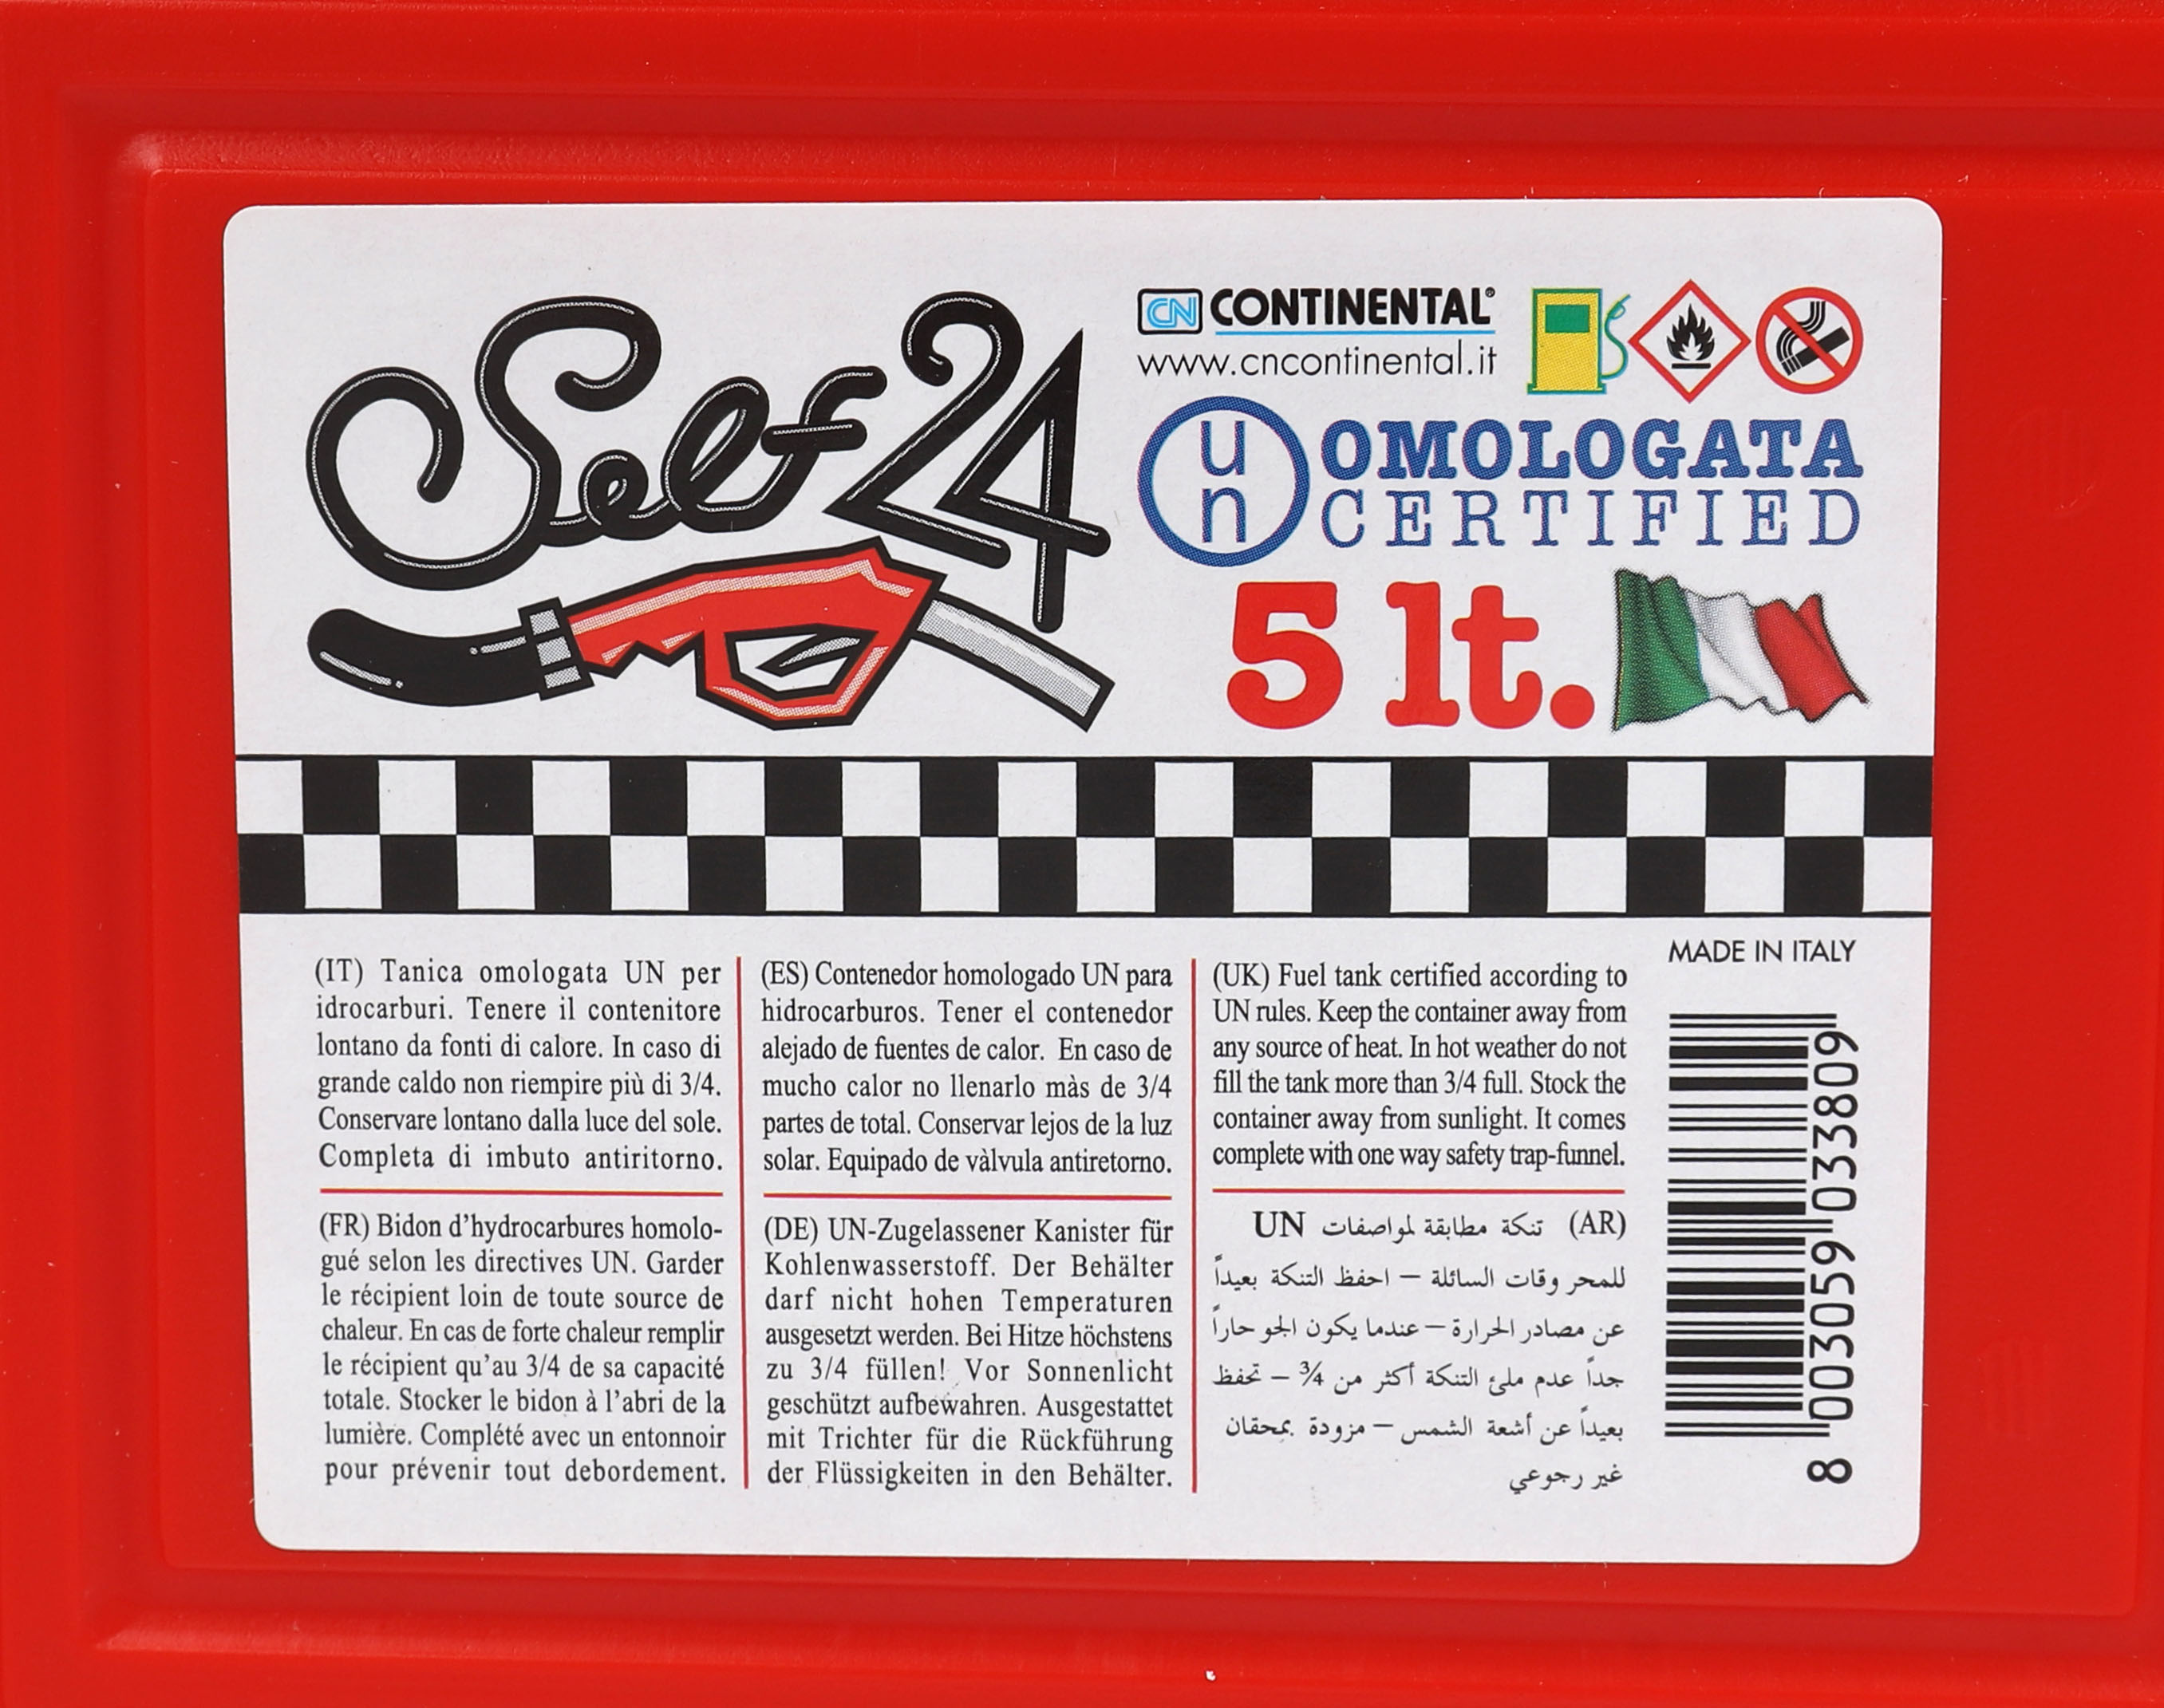 Self 24
CN CONTINENTAL®
www.cncontinental.it
un
OMOLOGATA
CERTIFIED
5 lt.
(IT) Tanica omologata UN per
idrocarburi. Tenere il contenitore
lontano da fonti di calore. In caso di
grande caldo non riempire più di 3/4.
Conservare lontano dalla luce del sole.
Completa di imbuto antiritorno.
(FR) Bidon d'hydrocarbures homolo-
gué selon les directives UN. Garder
le récipient loin de toute source de
chaleur. En cas de forte chaleur remplir
le récipient qu'au 3/4 de sa capacité
totale. Stocker le bidon à l'abri de la
lumière. Complété avec un entonnoir
pour prévenir tout debordement.
(ES) Contenedor homologado UN para
hidrocarburos. Tener el contenedor
alejado de fuentes de calor. En caso de
mucho calor no llenarlo màs de 3/4
partes de total. Conservar lejos de la luz
solar. Equipado de vàlvula antiretorno.
(DE) UN-Zugelassener Kanister für
Kohlenwasserstoff. Der Behälter
darf nicht hohen Temperaturen
ausgesetzt werden. Bei Hitze höchstens
zu 3/4 füllen! Vor Sonnenlicht
geschützt aufbewahren. Ausgestattet
mit Trichter für die Rückführung
der Flüssigkeiten in den Behälter.
(UK) Fuel tank certified according to
UN rules. Keep the container away from
any source of heat. In hot weather do not
fill the tank more than 3/4 full. Stock the
container away from sunlight. It comes
complete with one way safety trap-funnel.
(AR) تنكة مطابقة لمواصفات UN
للمحروقات السائلة – احفظ التنكة بعيداً
عن مصادر الحرارة – عندما يكون الجو حاراً
جداً عدم ملئ التنكة أكثر من ¾ – تحفظ
بعيداً عن أشعة الشمس – مزودة بمحقان
غير رجوعي
MADE IN ITALY
8 003059 033809